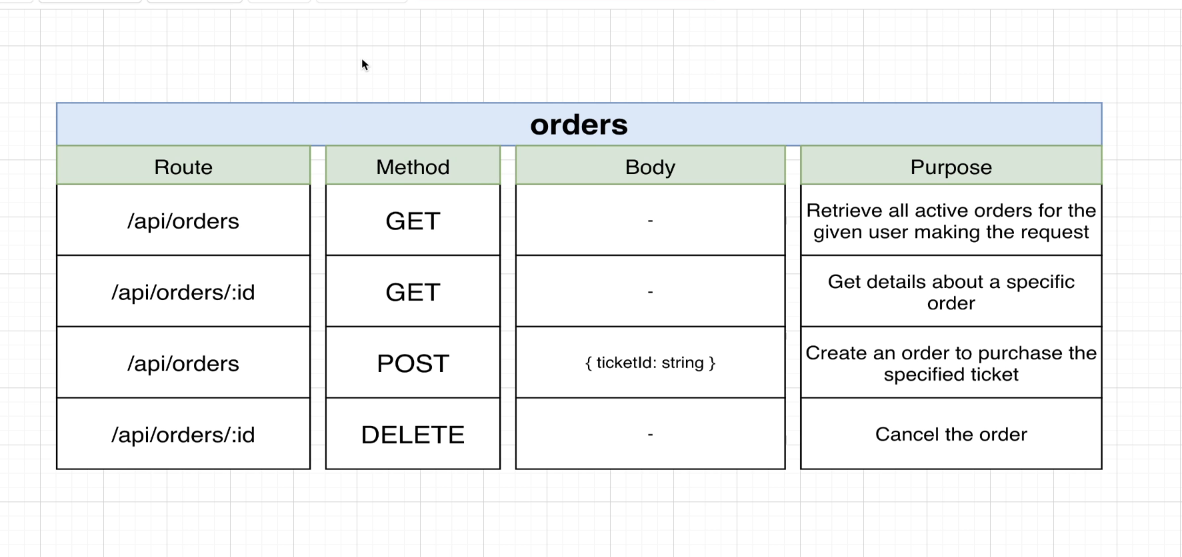 orders
Route Method Body Purpose
/api/orders GET - Retrieve all active orders for the
given user making the request
/api/orders/:id GET - Get details about a specific
order
/api/orders POST { ticketId: string } Create an order to purchase the
specified ticket
/api/orders/:id DELETE - Cancel the order